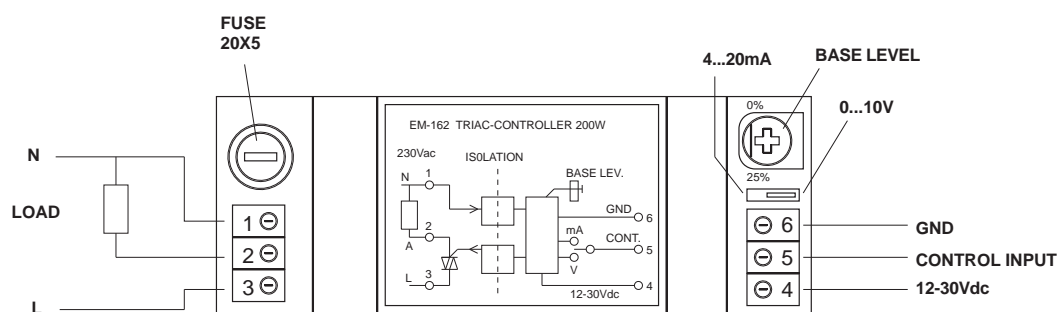 FUSE
20X5
4...20mA
BASE LEVEL
0...10V
0%
25%
N
LOAD
L
1
2
3
EM-162 TRIAC-CONTROLLER 200W
230Vac
ISOLATION
BASE LEV.
N
1
2
A
L
3
GND
6
mA
CONT.
5
V
12-30Vdc
4
6
GND
5
CONTROL INPUT
4
12-30Vdc